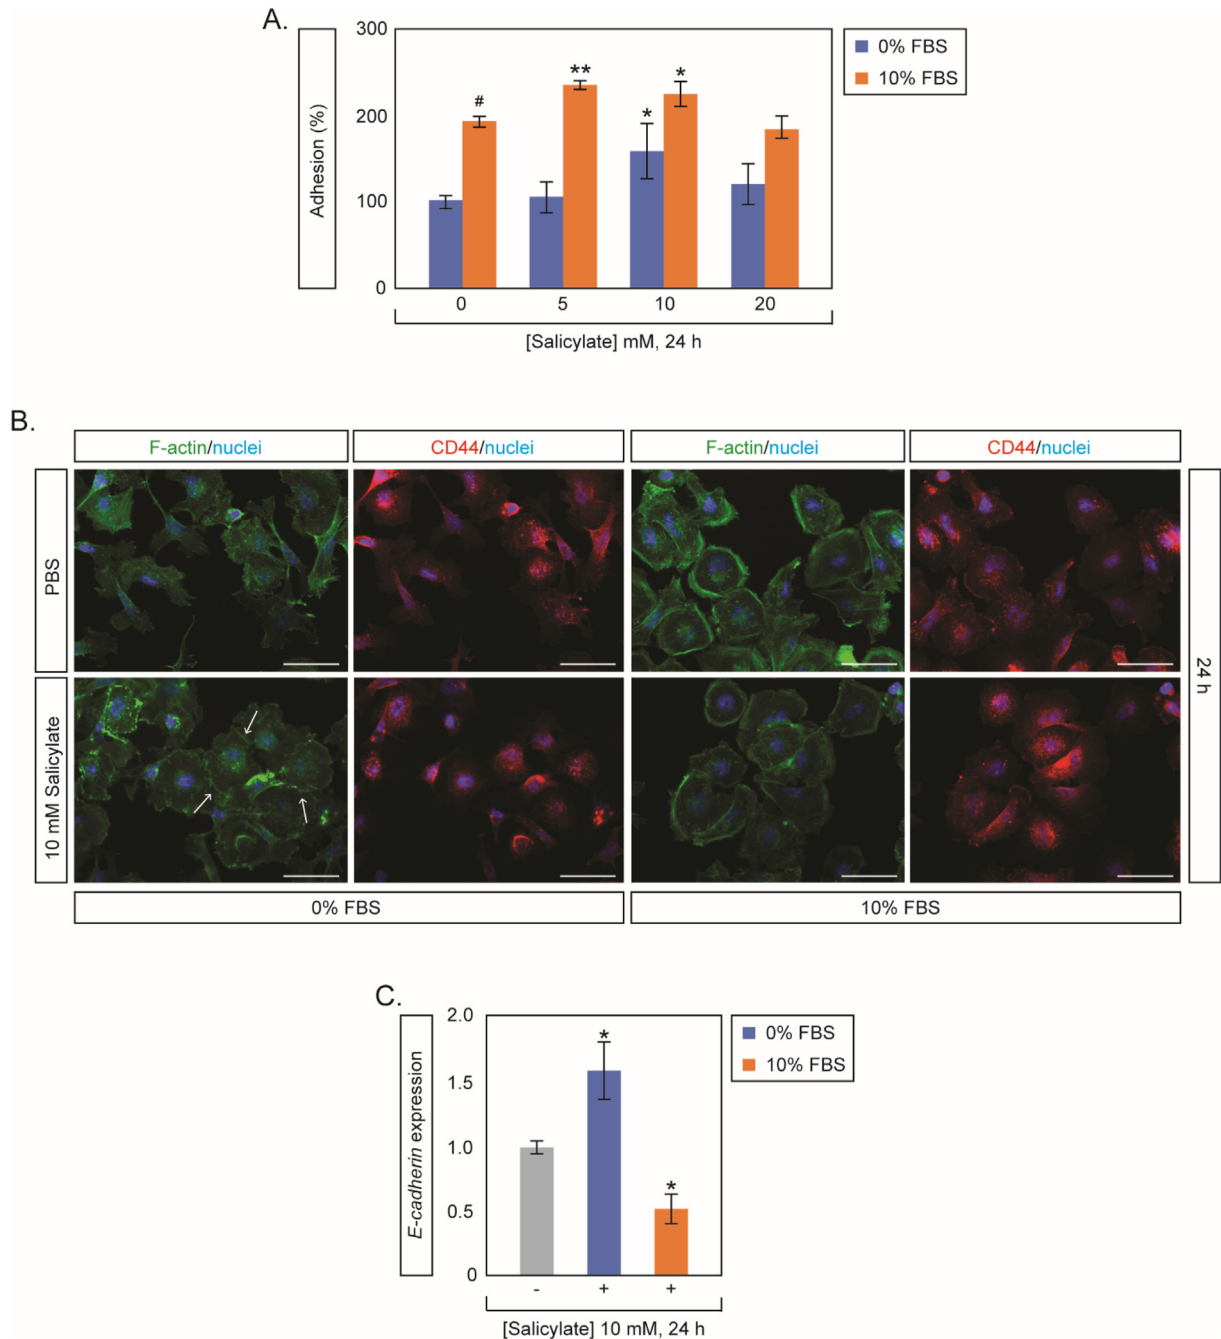 A.
300
200
100
0
Adhesion (%)
#
**
*
*
0% FBS
10% FBS
0 5 10 20
[Salicylate] mM, 24 h
B.
F-actin/nuclei CD44/nuclei F-actin/nuclei CD44/nuclei
PBS
10 mM Salicylate
24 h
0% FBS 10% FBS
C.
2.0
1.5
1.0
0.5
0
E-cadherin expression
*
*
0% FBS
10% FBS
- + +
[Salicylate] 10 mM, 24 h